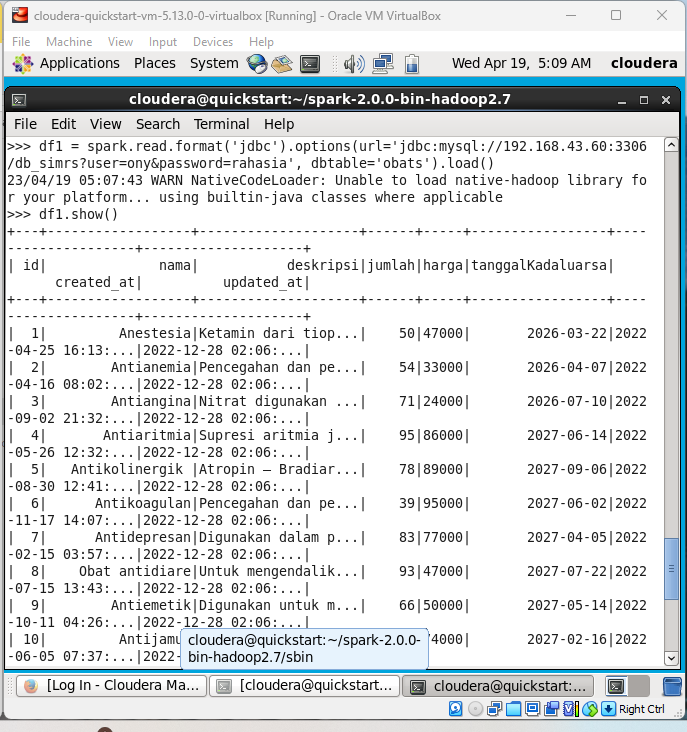 cloudera-quickstart-vm-5.13.0-0-virtualbox [Running] - Oracle VM VirtualBox
File Machine View Input Devices Help
Applications Places System Wed Apr 19, 5:09 AM cloudera
cloudera@quickstart:~/spark-2.0.0-bin-hadoop2.7
File Edit View Search Terminal Help
>>> df1 = spark.read.format('jdbc').options(url='jdbc:mysql://192.168.43.60:3306
/db_simrs?user=ony&password=rahasia', dbtable='obats').load()
23/04/19 05:07:43 WARN NativeCodeLoader: Unable to load native-hadoop library fo
r your platform... using builtin-java classes where applicable
>>> df1.show()
+---+------------------+--------------------+------+-----+-----------------+----
----------------+--------------------+
| id|              nama|           deskripsi|jumlah|harga|tanggalKadaluarsa|
      created_at|          updated_at|
+---+------------------+--------------------+------+-----+-----------------+----
----------------+--------------------+
|  1|         Anestesia|Ketamin dari tiop...|    50|47000|       2026-03-22|2022
-04-25 16:13:...|2022-12-28 02:06:...|
|  2|        Antianemia|Pencegahan dan pe...|    54|33000|       2026-04-07|2022
-04-16 08:02:...|2022-12-28 02:06:...|
|  3|        Antiangina|Nitrat digunakan ...|    71|24000|       2026-07-10|2022
-09-02 21:32:...|2022-12-28 02:06:...|
|  4|       Antiaritmia|Supresi aritmia j...|    95|86000|       2027-06-14|2022
-05-26 12:32:...|2022-12-28 02:06:...|
|  5|   Antikolinergik |Atropin – Bradiar...|    78|89000|       2027-09-06|2022
-08-30 12:41:...|2022-12-28 02:06:...|
|  6|      Antikoagulan|Pencegahan dan pe...|    39|95000|       2027-06-02|2022
-11-17 14:07:...|2022-12-28 02:06:...|
|  7|      Antidepresan|Digunakan dalam p...|    83|77000|       2027-04-05|2022
-02-15 03:57:...|2022-12-28 02:06:...|
|  8|    Obat antidiare|Untuk mengendalik...|    93|47000|       2027-07-22|2022
-07-15 13:43:...|2022-12-28 02:06:...|
|  9|        Antiemetik|Digunakan untuk m...|    66|50000|       2027-05-14|2022
-10-11 04:26:...|2022-12-28 02:06:...|
| 10|         Antijamu 74000|       2027-02-16|2022
-06-05 07:37:...|2022-
cloudera@quickstart:~/spark-2.0.0-
bin-hadoop2.7/sbin
[Log In - Cloudera Ma... [cloudera@quickstart:... cloudera@quickstart:...
Right Ctrl